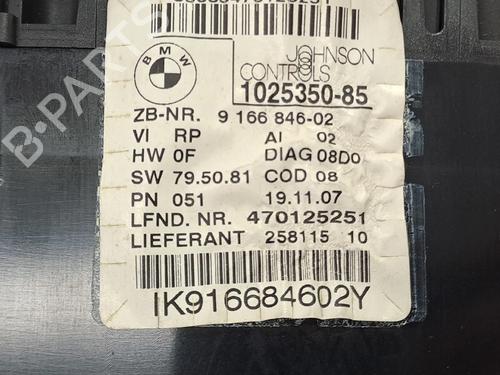 BMW
JOHNSON
CONTROLS
1025350-85
ZB-NR. 9 166 846-02
VI RP AI 02
HW 0F DIAG 08D0
SW 79.50.81 COD 08
PN 051 19.11.07
LFND. NR. 470125251
LIEFERANT 258115 10
IK916684602Y